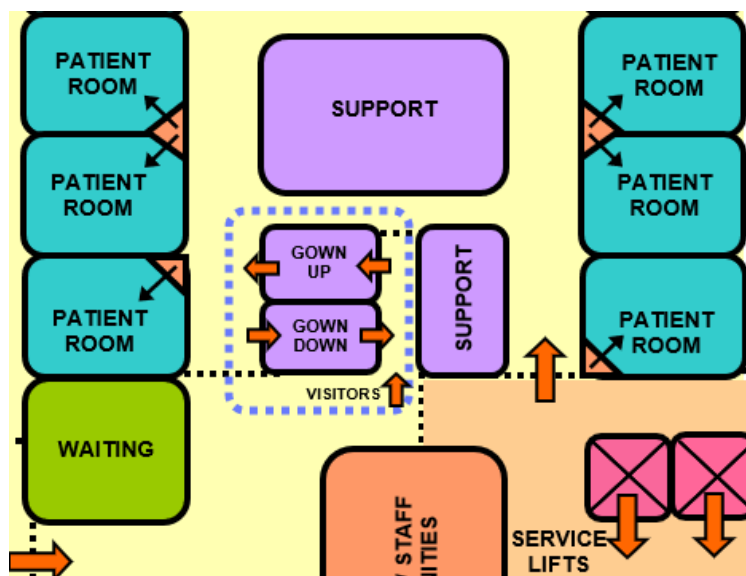 PATIENT
ROOM
SUPPORT
PATIENT
ROOM
PATIENT
ROOM
PATIENT
ROOM
GOWN
UP
GOWN
DOWN
SUPPORT
PATIENT
ROOM
PATIENT
ROOM
VISITORS
WAITING
STAFF
SERVICE
LIFTS